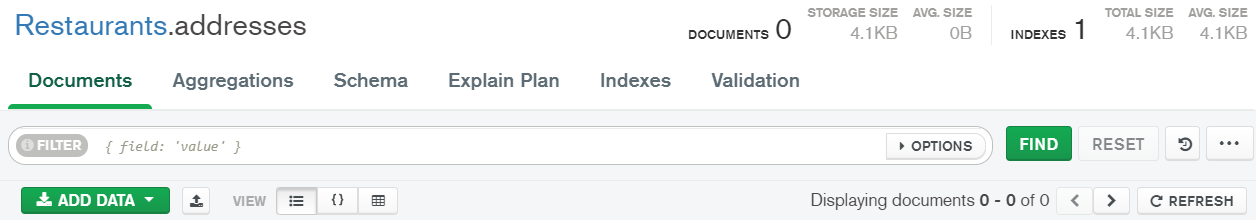 Restaurants.addresses
DOCUMENTS 0
STORAGE SIZE
4.1KB
AVG. SIZE
0B
INDEXES 1
TOTAL SIZE
4.1KB
AVG. SIZE
4.1KB
Documents Aggregations Schema Explain Plan Indexes Validation
FILTER { field: 'value' } OPTIONS FIND RESET ...
ADD DATA VIEW {} Displaying documents 0 - 0 of 0 < > REFRESH